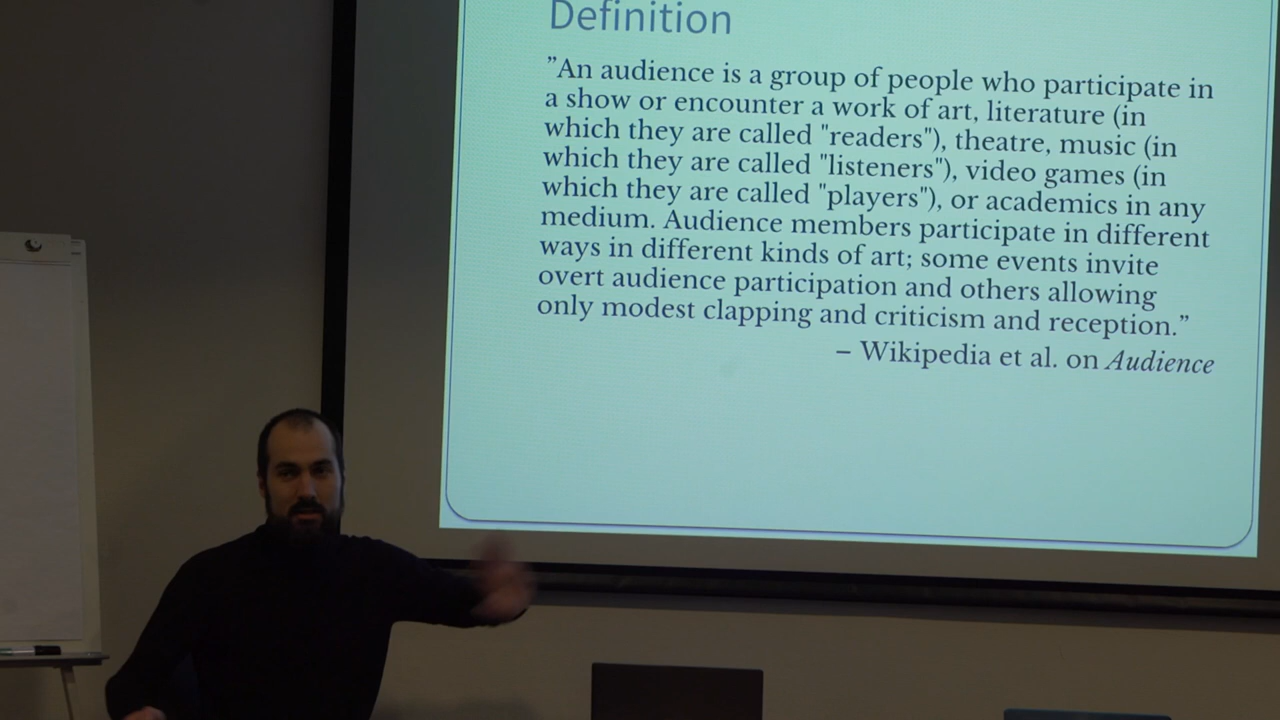 Definition
”An audience is a group of people who participate in
a show or encounter a work of art, literature (in
which they are called "readers"), theatre, music (in
which they are called "listeners"), video games (in
which they are called "players"), or academics in any
medium. Audience members participate in different
ways in different kinds of art; some events invite
overt audience participation and others allowing
only modest clapping and criticism and reception.”
– Wikipedia et al. on Audience